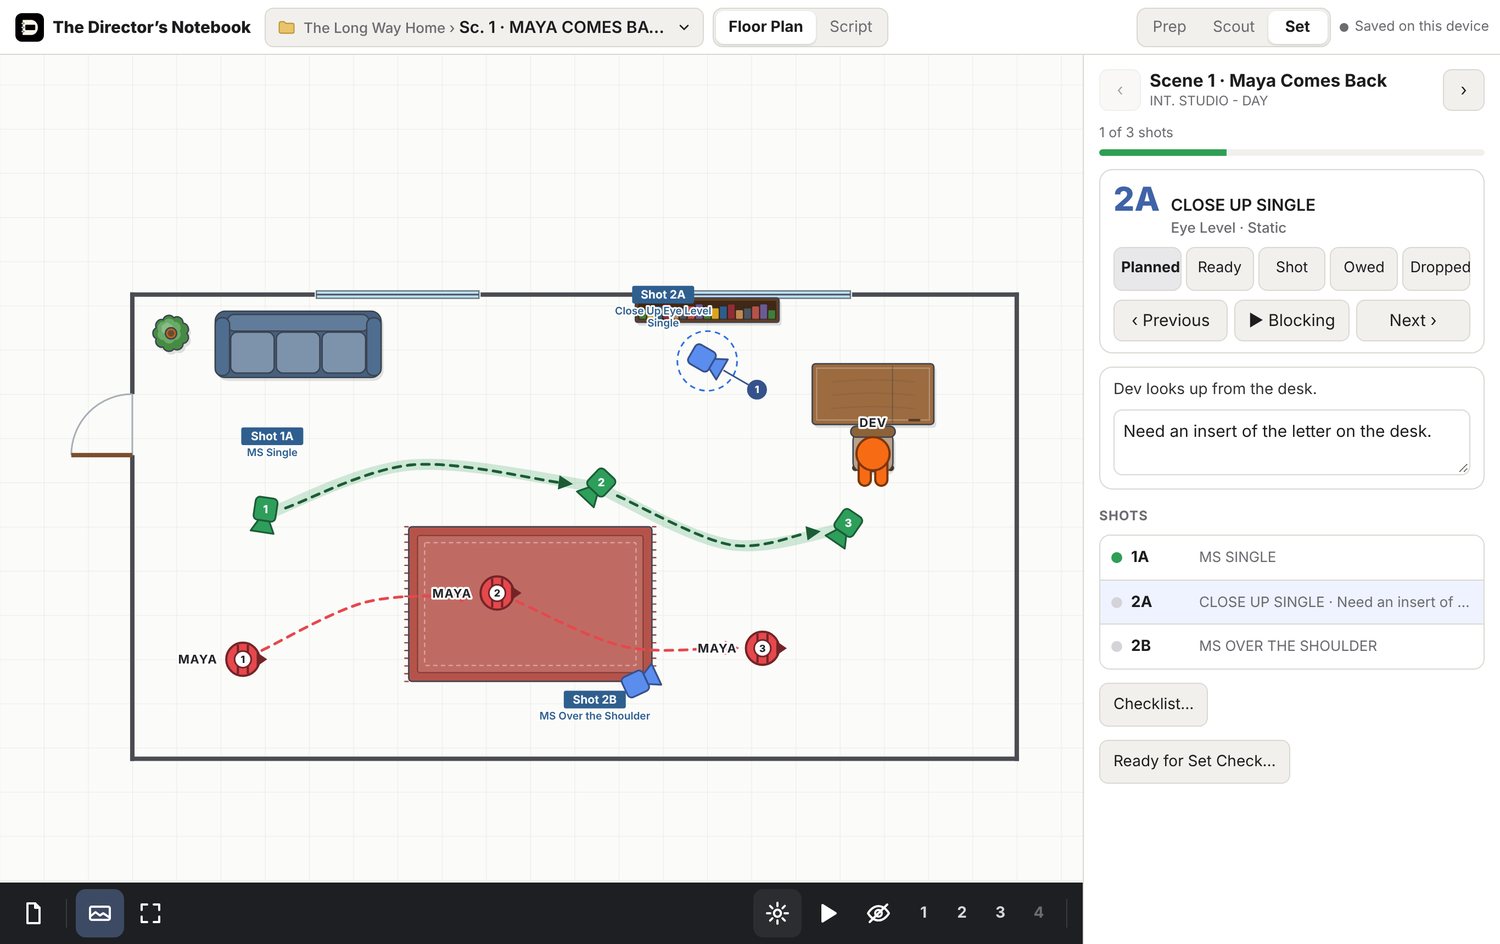 The Director's Notebook
The Long Way Home › Sc. 1 · MAYA COMES BA...
Floor Plan
Script
Prep
Scout
Set
Saved on this device
Shot 2A
Close Up Eye Level
Single
1
DEV
Shot 1A
MS Single
1
2
3
MAYA
1
MAYA
2
MAYA
3
Shot 2B
MS Over the Shoulder
1
2
3
4
‹
Scene 1 · Maya Comes Back
INT. STUDIO - DAY
›
1 of 3 shots
2A
CLOSE UP SINGLE
Eye Level · Static
Planned
Ready
Shot
Owed
Dropped
‹ Previous
▶ Blocking
Next ›
Dev looks up from the desk.
Need an insert of the letter on the desk.
SHOTS
1A MS SINGLE
2A CLOSE UP SINGLE · Need an insert of ...
2B MS OVER THE SHOULDER
Checklist...
Ready for Set Check...